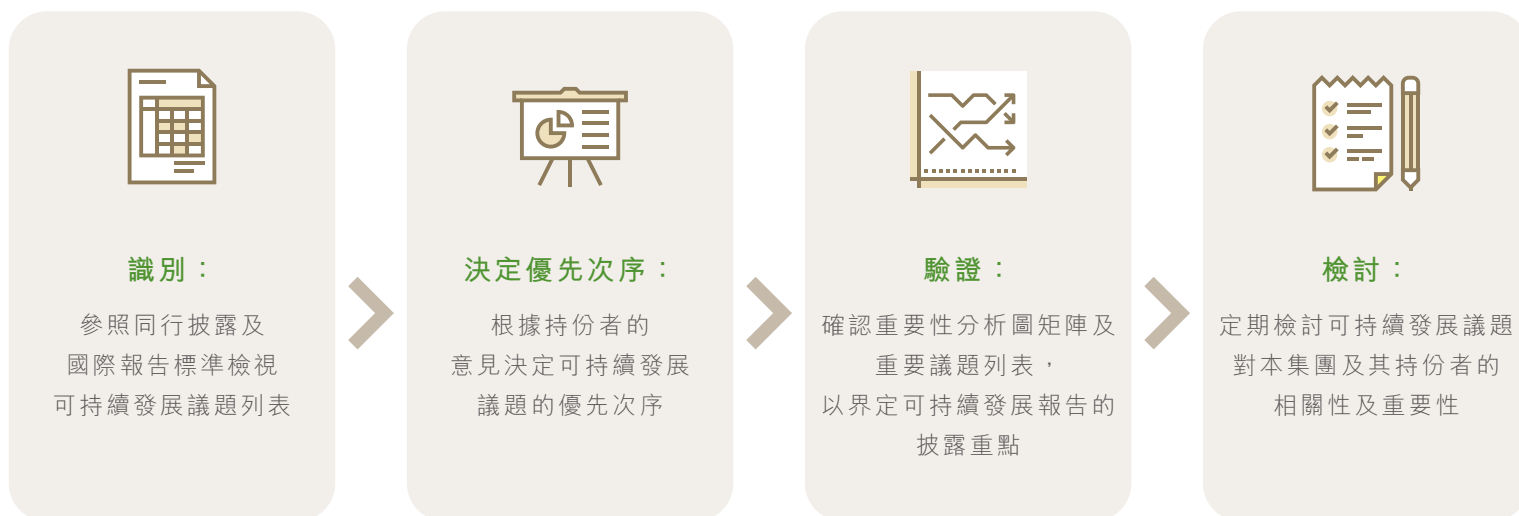 識別：
參照同行披露及
國際報告標準檢視
可持續發展議題列表
決定優先次序：
根據持份者的
意見決定可持續發展
議題的優先次序
驗證：
確認重要性分析圖矩陣及
重要議題列表，
以界定可持續發展報告的
披露重點
檢討：
定期檢討可持續發展議題
對本集團及其持份者的
相關性及重要性